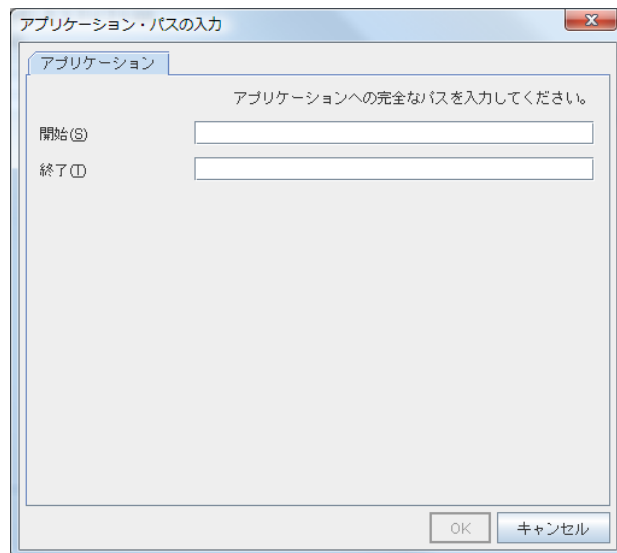 アプリケーション・パスの入力
アプリケーション
アプリケーションへの完全なパスを入力してください。
開始(S)
終了(T)
OK キャンセル